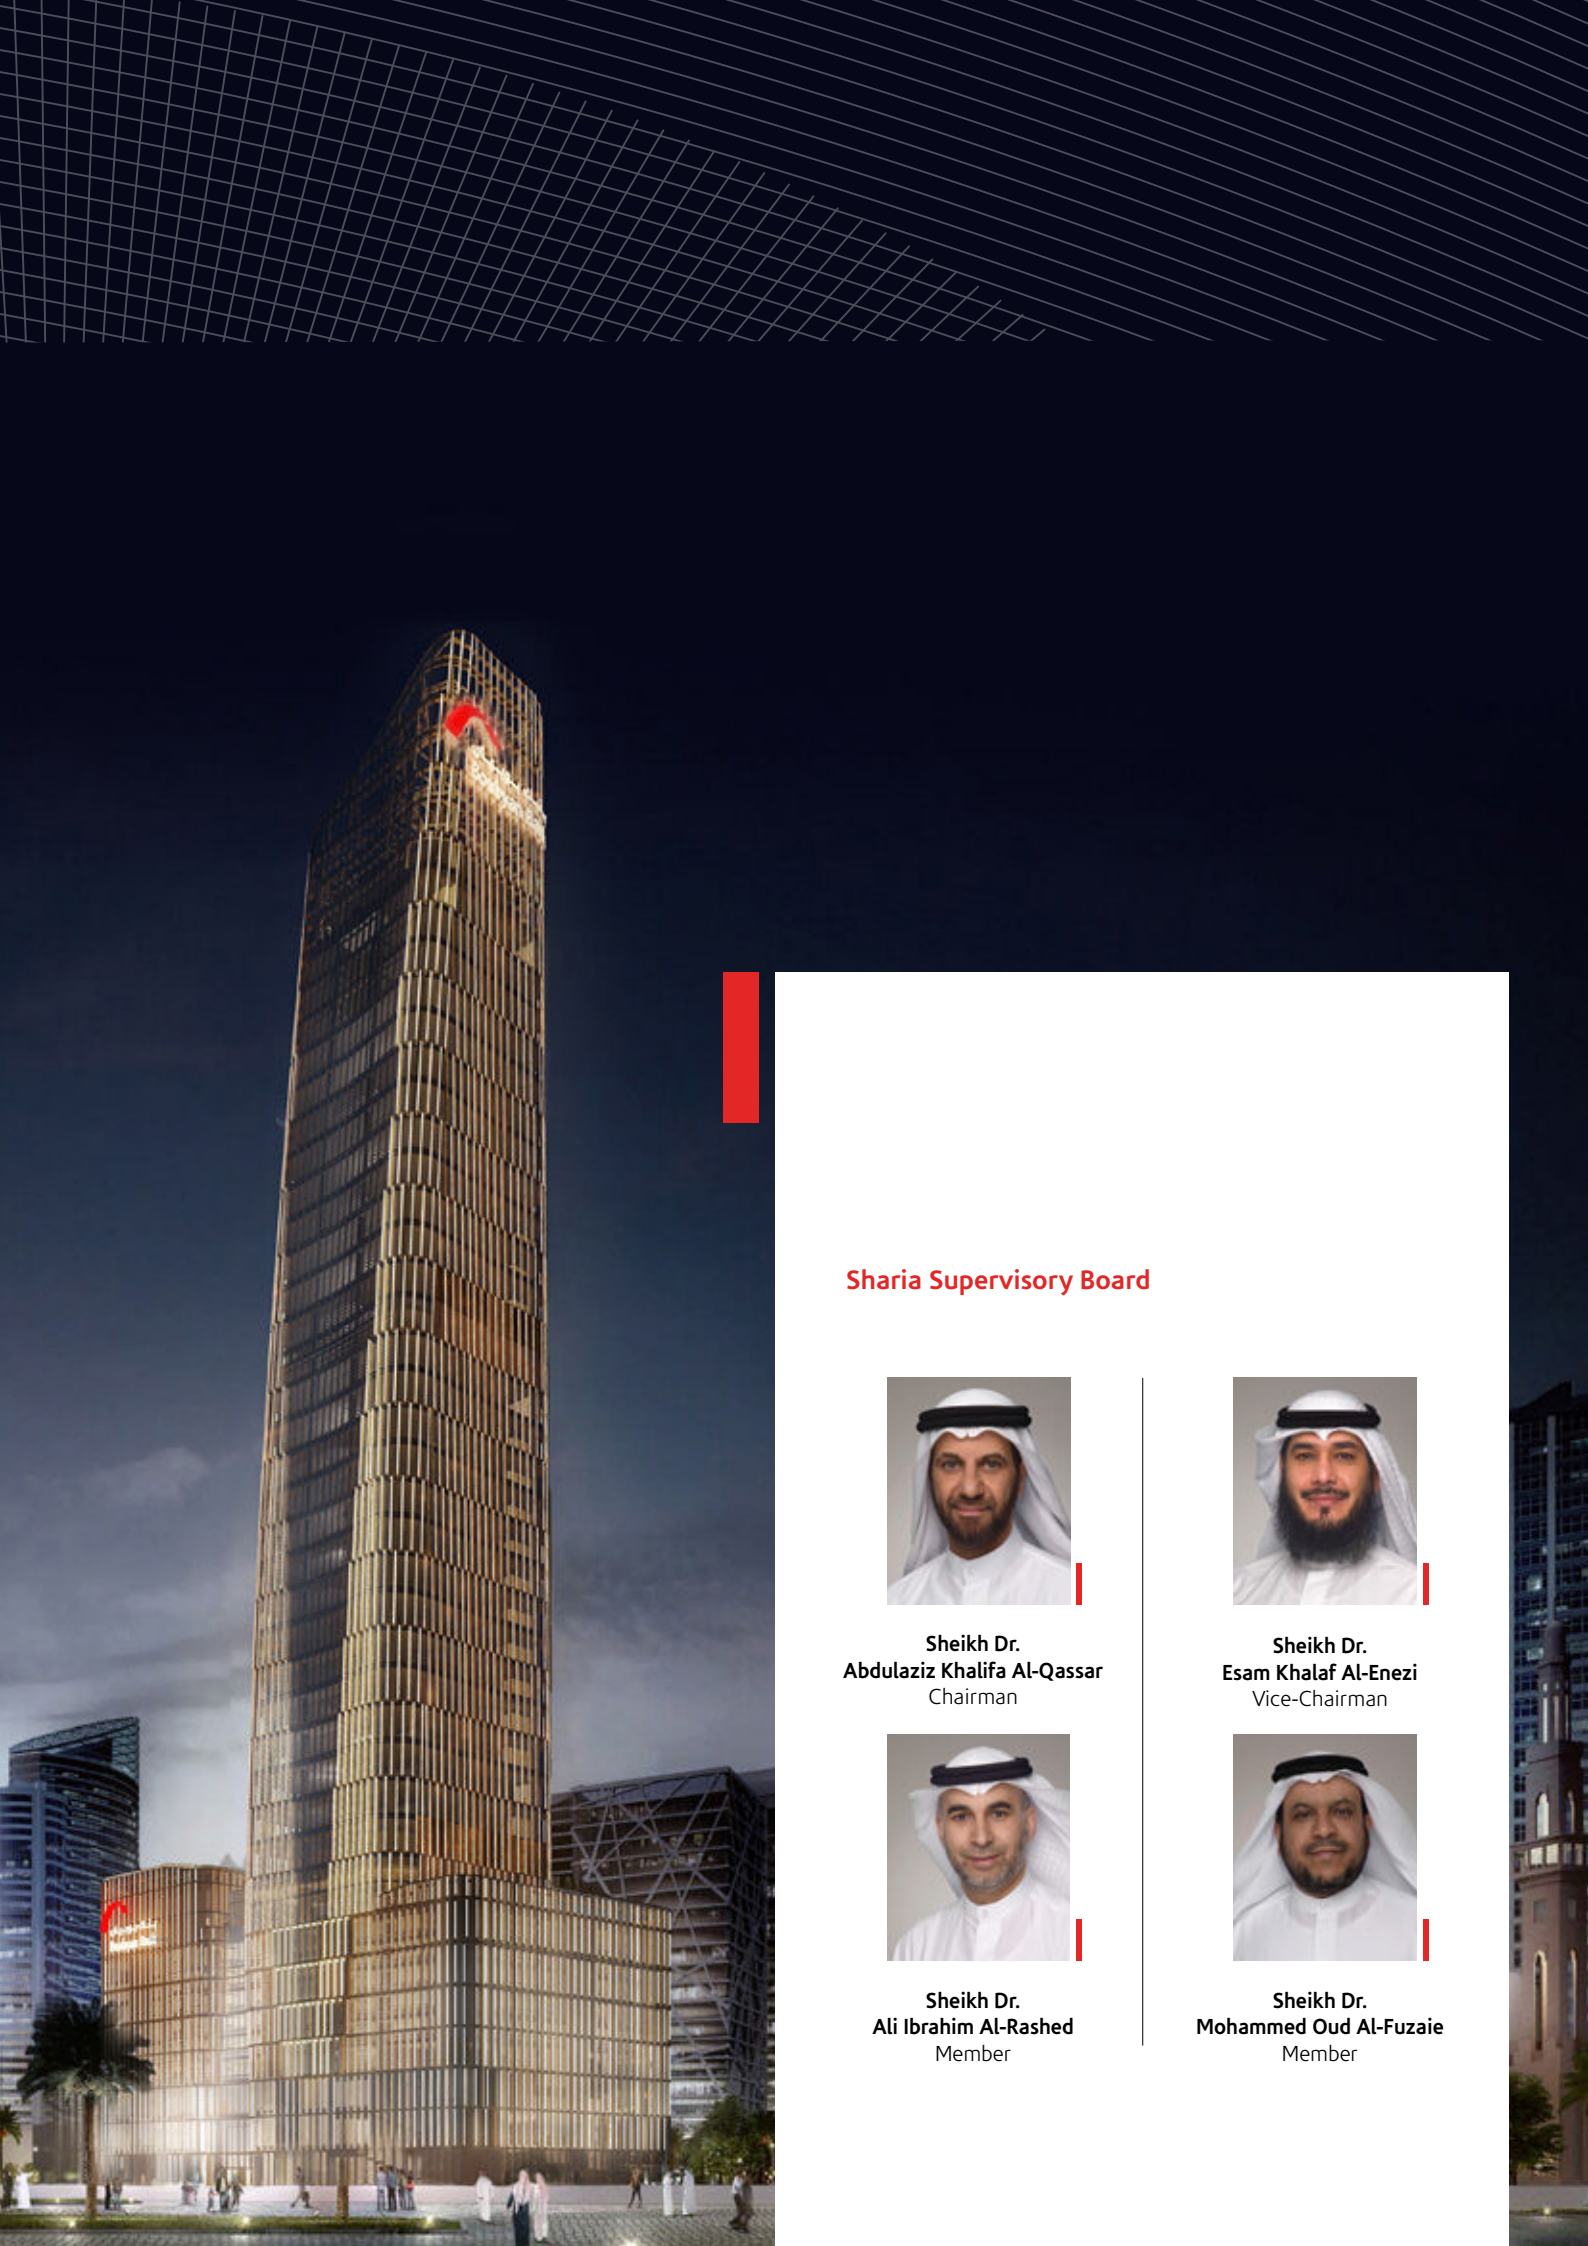 Sharia Supervisory Board
Sheikh Dr.
Abdulaziz Khalifa Al-Qassar
Chairman
Sheikh Dr.
Esam Khalaf Al-Enezi
Vice-Chairman
Sheikh Dr.
Ali Ibrahim Al-Rashed
Member
Sheikh Dr.
Mohammed Oud Al-Fuzaie
Member